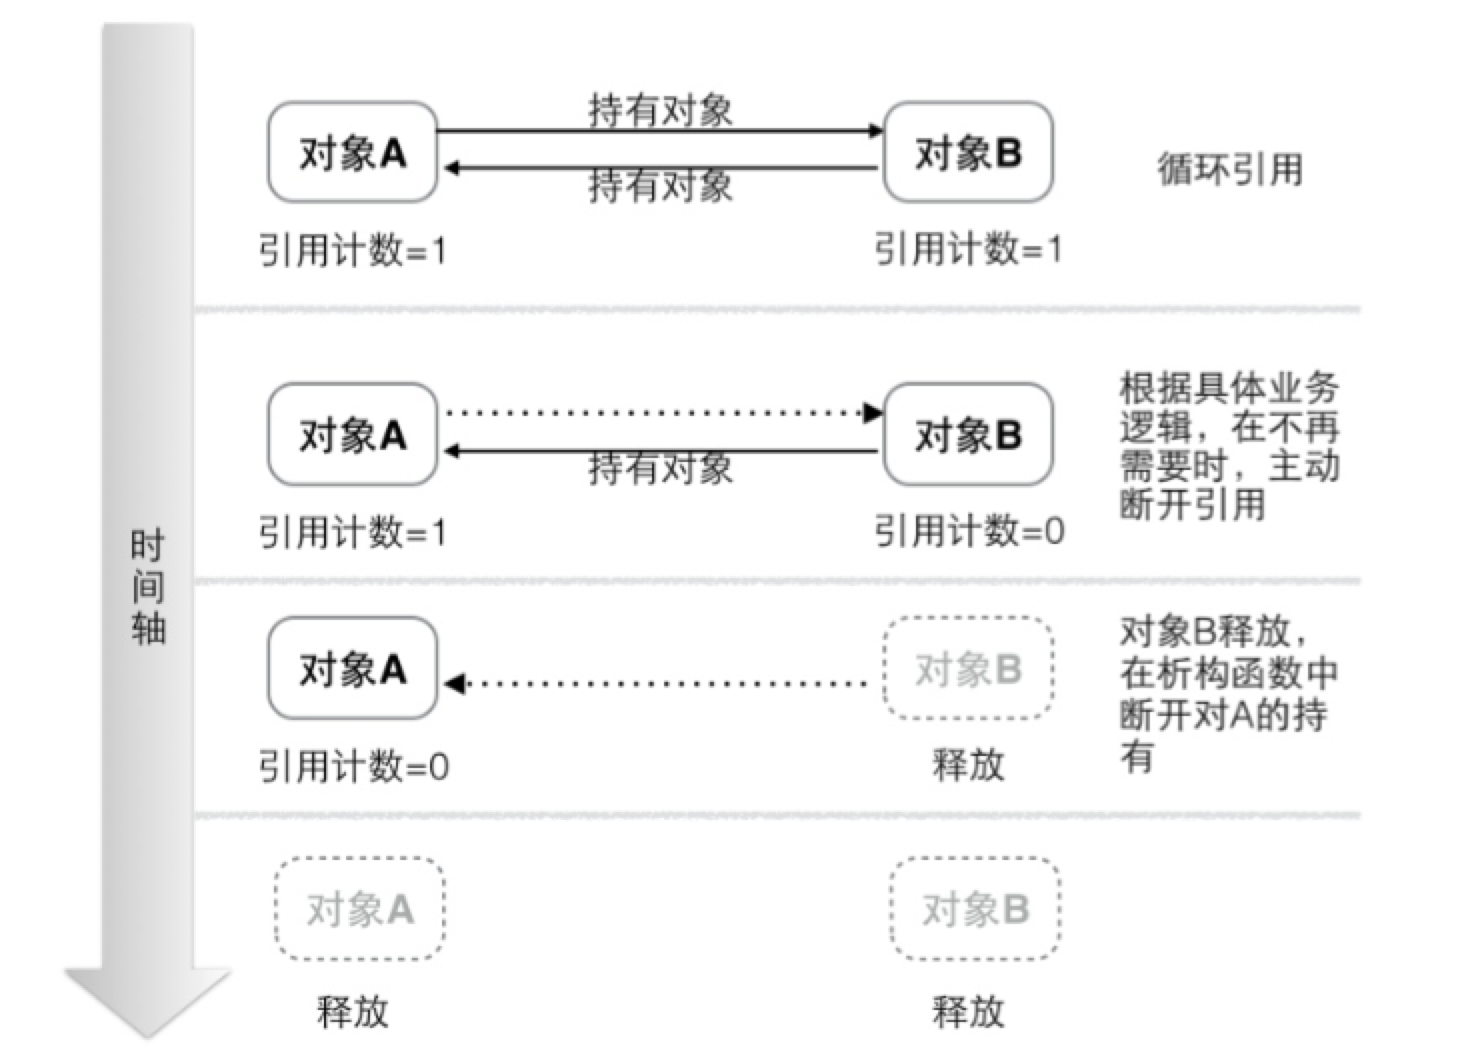 持有对象
对象A
对象B
持有对象
循环引用
引用计数=1
引用计数=1
对象A
对象B
持有对象
根据具体业务
逻辑，在不再
需要时，主动
断开引用
引用计数=1
引用计数=0
时
间
轴
对象A
对象B
对象B释放，
在析构函数中
断开对A的持
有
引用计数=0
释放
对象A
对象B
释放
释放